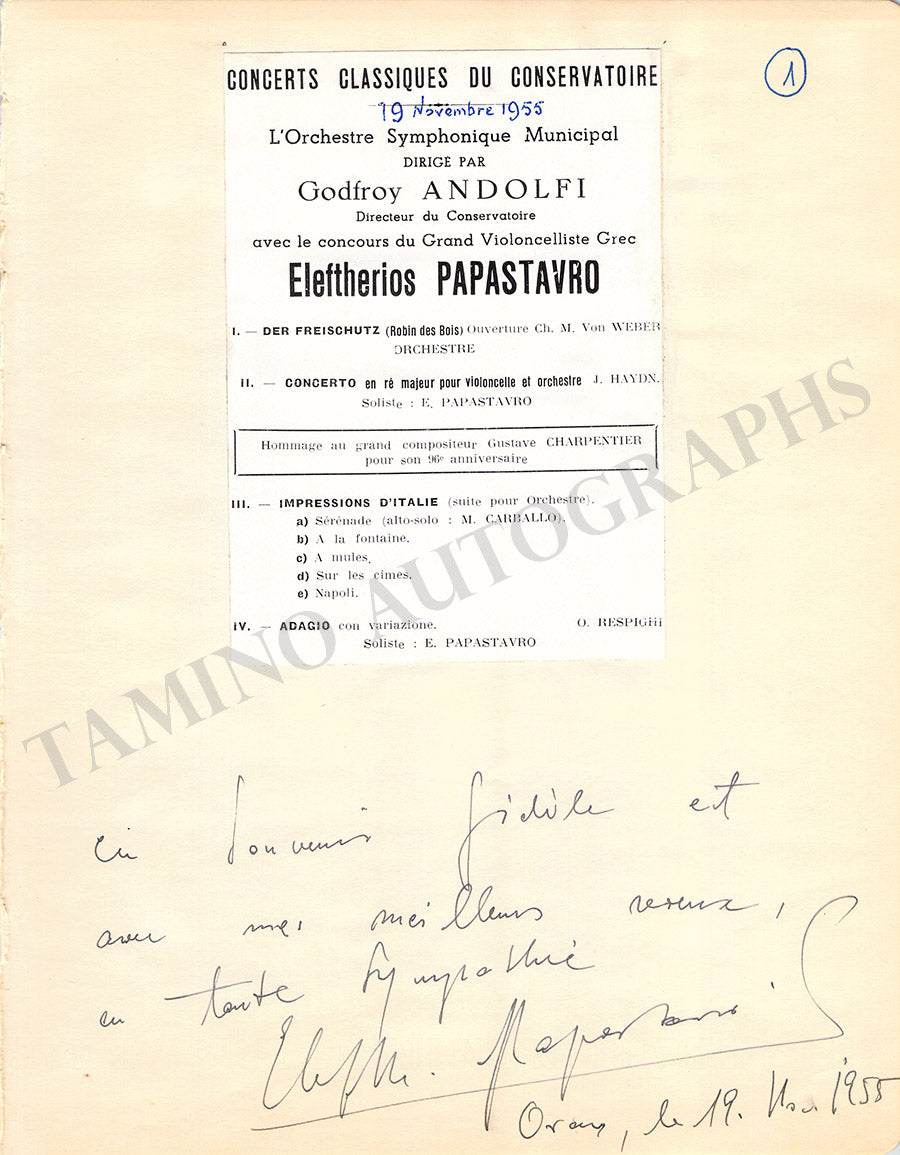 1
CONCERTS CLASSIQUES DU CONSERVATOIRE
19 Novembre 1955
L'Orchestre Symphonique Municipal
DIRIGÉ PAR
Godfroy ANDOLFI
Directeur du Conservatoire
avec le concours du Grand Violoncelliste Grec
Eleftherios PAPASTAVRO
I. — DER FREISCHUTZ (Robin des Bois) Ouverture Ch. M. Von WEBER
ORCHESTRE
II. — CONCERTO en ré majeur pour violoncelle et orchestre J. HAYDN.
Soliste : E. PAPASTAVRO
Hommage au grand compositeur Gustave CHARPENTIER
pour son 96e anniversaire
III. — IMPRESSIONS D'ITALIE (suite pour Orchestre).
a) Sérénade (alto-solo : M. CARBALLO).
b) A la fontaine.
c) A mules.
d) Sur les cimes.
e) Napoli.
IV. — ADAGIO con variazione. O. RESPIGHI
Soliste : E. PAPASTAVRO
TAMINO AUTOGRAPHS
en souvenir fidèle et
avec mes meilleurs voeux,
en toute sympathie
Elefth. Papastavro
Oran, le 19. Nov. 1955